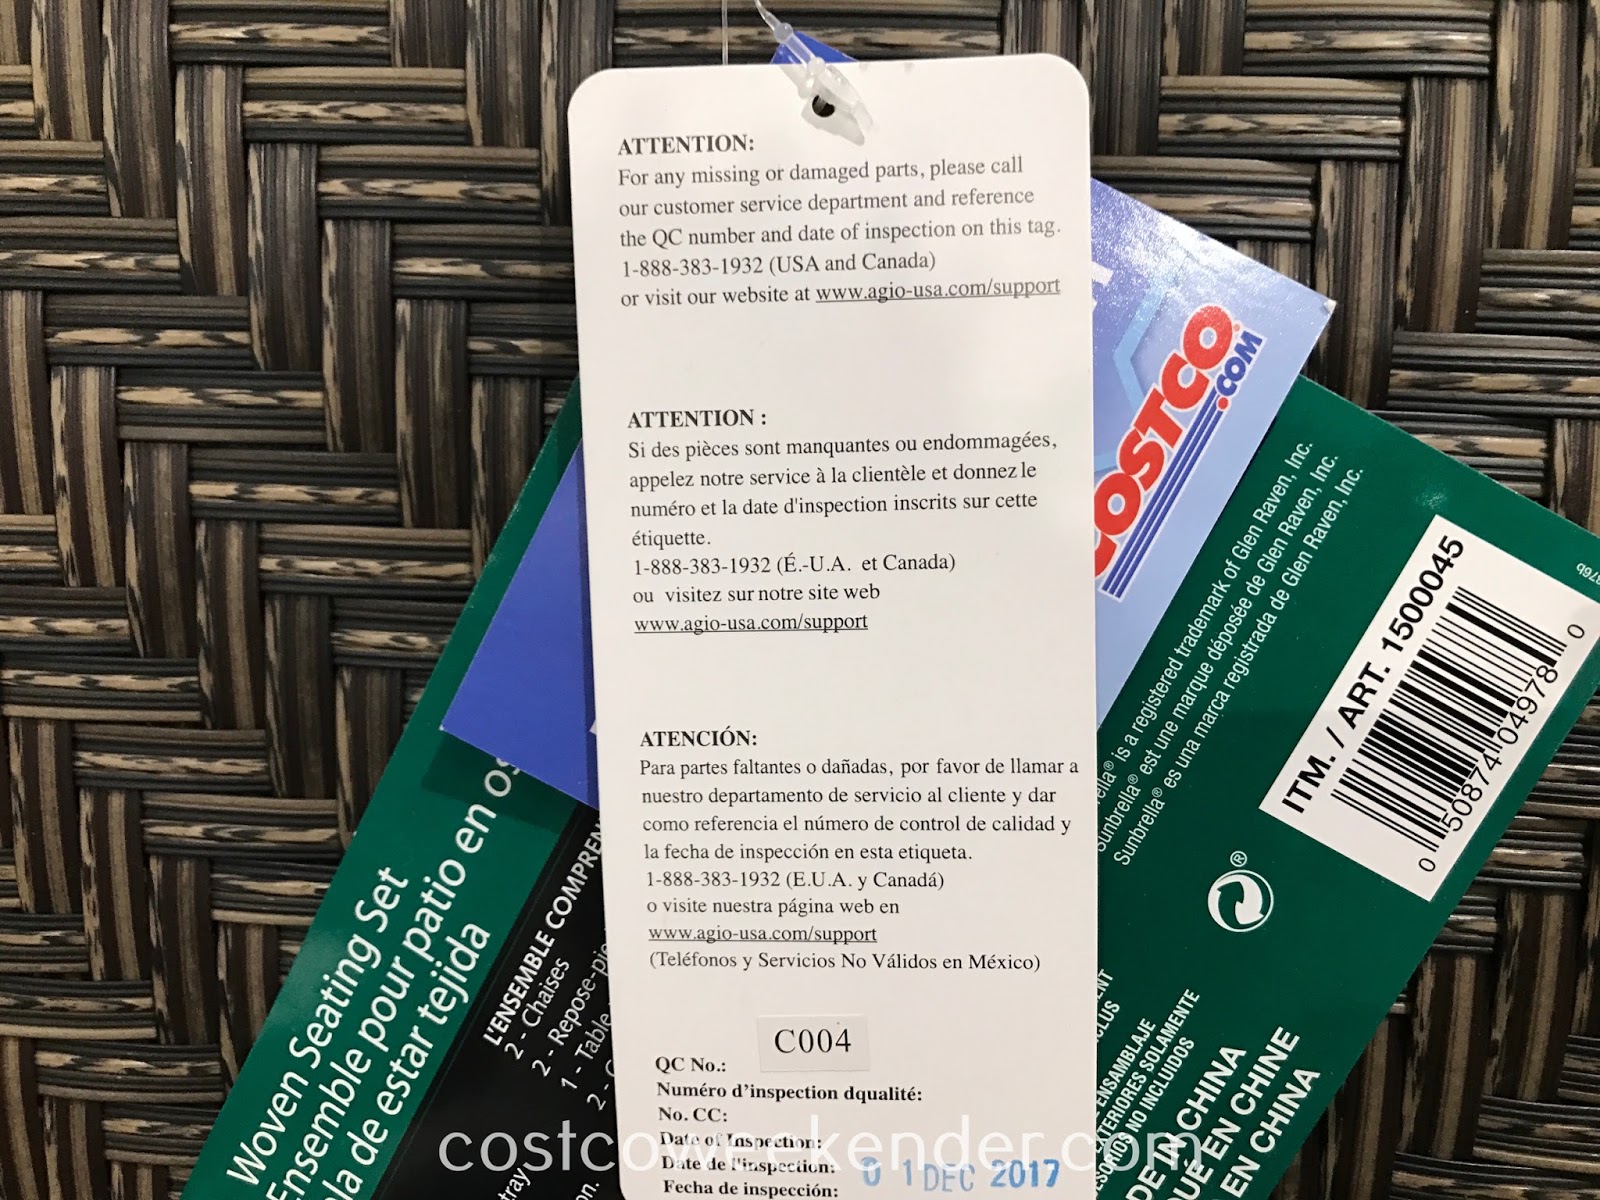 ATTENTION:
For any missing or damaged parts, please call
our customer service department and reference
the QC number and date of inspection on this tag.
1-888-383-1932 (USA and Canada)
or visit our website at www.agio-usa.com/support
ATTENTION :
Si des pièces sont manquantes ou endommagées,
appelez notre service à la clientèle et donnez le
numéro et la date d'inspection inscrits sur cette
étiquette.
1-888-383-1932 (É.-U.A. et Canada)
ou visitez sur notre site web
www.agio-usa.com/support
ATENCIÓN:
Para partes faltantes o dañadas, por favor de llamar a
nuestro departamento de servicio al cliente y dar
como referencia el número de control de calidad y
la fecha de inspección en esta etiqueta.
1-888-383-1932 (E.U.A. y Canadá)
o visite nuestra página web en
www.agio-usa.com/support
(Teléfonos y Servicios No Válidos en México)
C004
QC No.:
Numéro d'inspection dqualité:
No. CC:
Date of Inspection:
Date de l'inspection:
Fecha de inspección:
01 DEC 2017
costcoweekender.com
COSTCO
.COM
Woven Seating Set
Ensemble pour patio en
de estar tejida
L'ENSEMBLE
2 - Chaises
2 -
1 - Table
2 -
tray
is a registered trademark of Glen Raven, Inc.
Sunbrella® est une marque déposée de Glen Raven, Inc.
Sunbrella® es una marca registrada de Glen Raven, Inc.
ITM. / ART. 1500045
0 50874 04978 0
ENSAMBLAJE
EXTERIORES SOLAMENTE
NO INCLUIDOS
CHINA
EN CHINE
EN CHINA